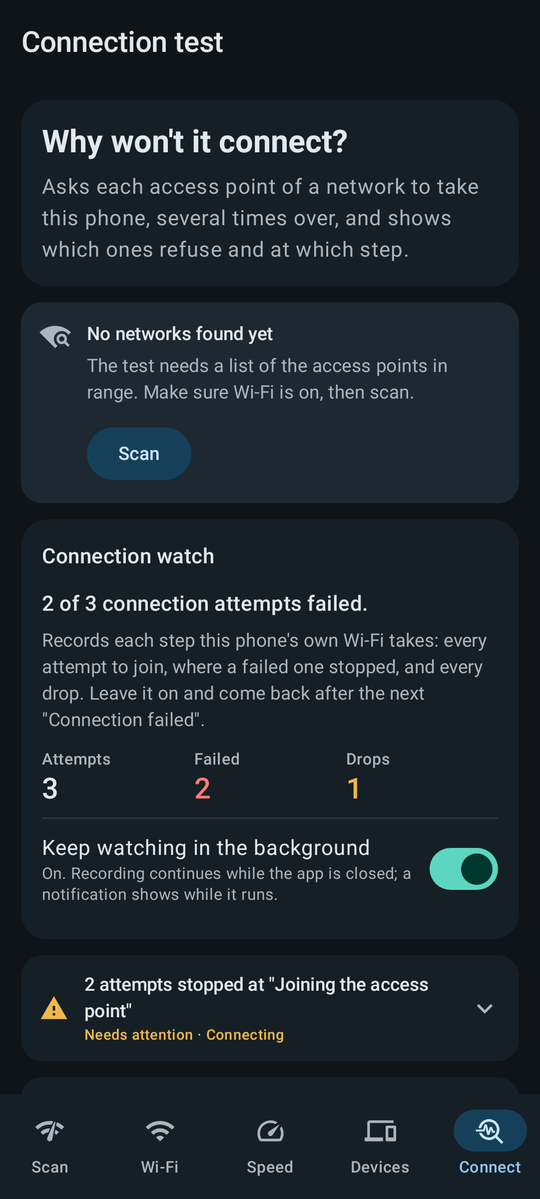 Connection test
Why won't it connect?
Asks each access point of a network to take
this phone, several times over, and shows
which ones refuse and at which step.
No networks found yet
The test needs a list of the access points in
range. Make sure Wi-Fi is on, then scan.
Scan
Connection watch
2 of 3 connection attempts failed.
Records each step this phone's own Wi-Fi takes: every
attempt to join, where a failed one stopped, and every
drop. Leave it on and come back after the next
"Connection failed".
Attempts Failed Drops
3 2 1
Keep watching in the background
On. Recording continues while the app is closed; a
notification shows while it runs.
2 attempts stopped at "Joining the access
point"
Needs attention · Connecting
Scan Wi-Fi Speed Devices Connect